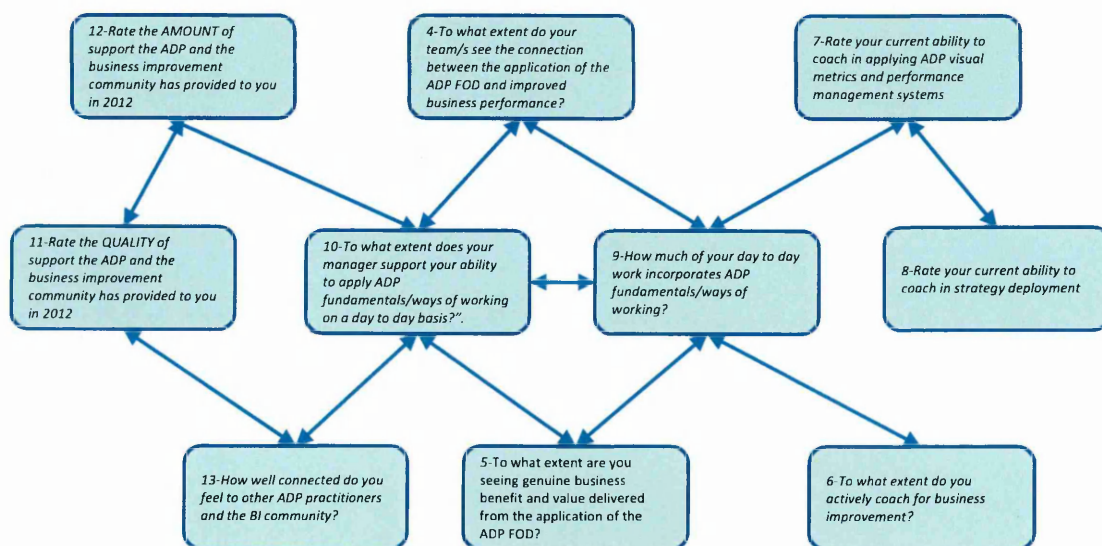 12-Rate the AMOUNT of
support the ADP and the
business improvement
community has provided to you
in 2012
4-To what extent do your
team/s see the connection
between the application of the
ADP FOD and improved
business performance?
7-Rate your current ability to
coach in applying ADP visual
metrics and performance
management systems
11-Rate the QUALITY of
support the ADP and the
business improvement
community has provided to you
in 2012
10-To what extent does your
manager support your ability
to apply ADP
fundamentals/ways of working
on a day to day basis?".
9-How much of your day to day
work incorporates ADP
fundamentals/ways of
working?
8-Rate your current ability to
coach in strategy deployment
13-How well connected do you
feel to other ADP practitioners
and the BI community?
5-To what extent are you
seeing genuine business
benefit and value delivered
from the application of the
ADP FOD?
6-To what extent do you
actively coach for business
improvement?